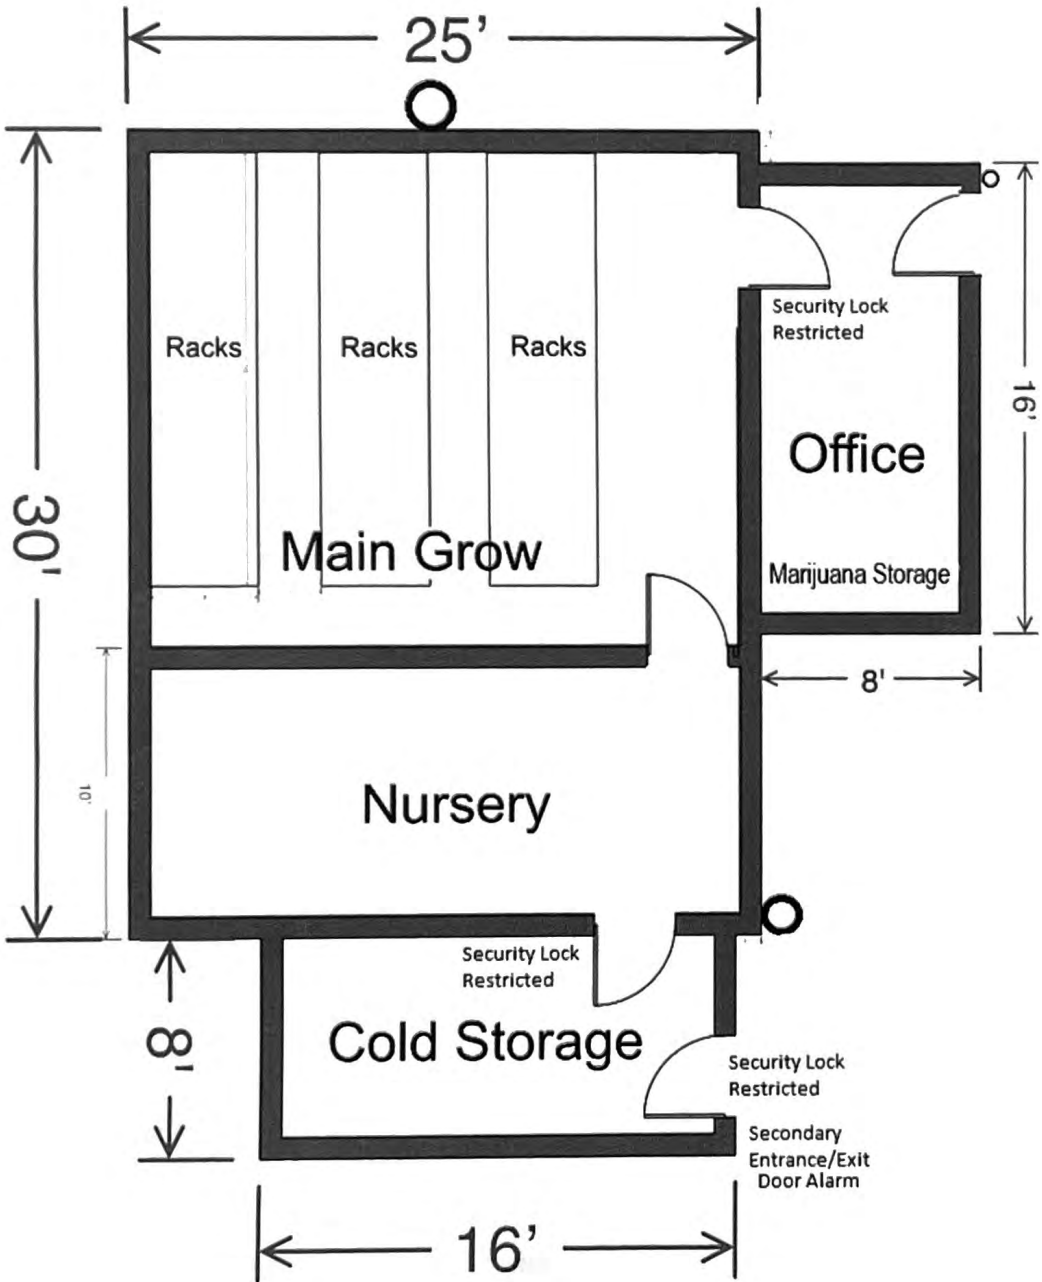 25'
Security Lock
Restricted
Racks
Racks
Racks
16'
Office
30'
Main Grow
Marijuana Storage
8'
10'
Nursery
Security Lock
Restricted
8'
Cold Storage
Security Lock
Restricted
Secondary
Entrance/Exit
Door Alarm
16'